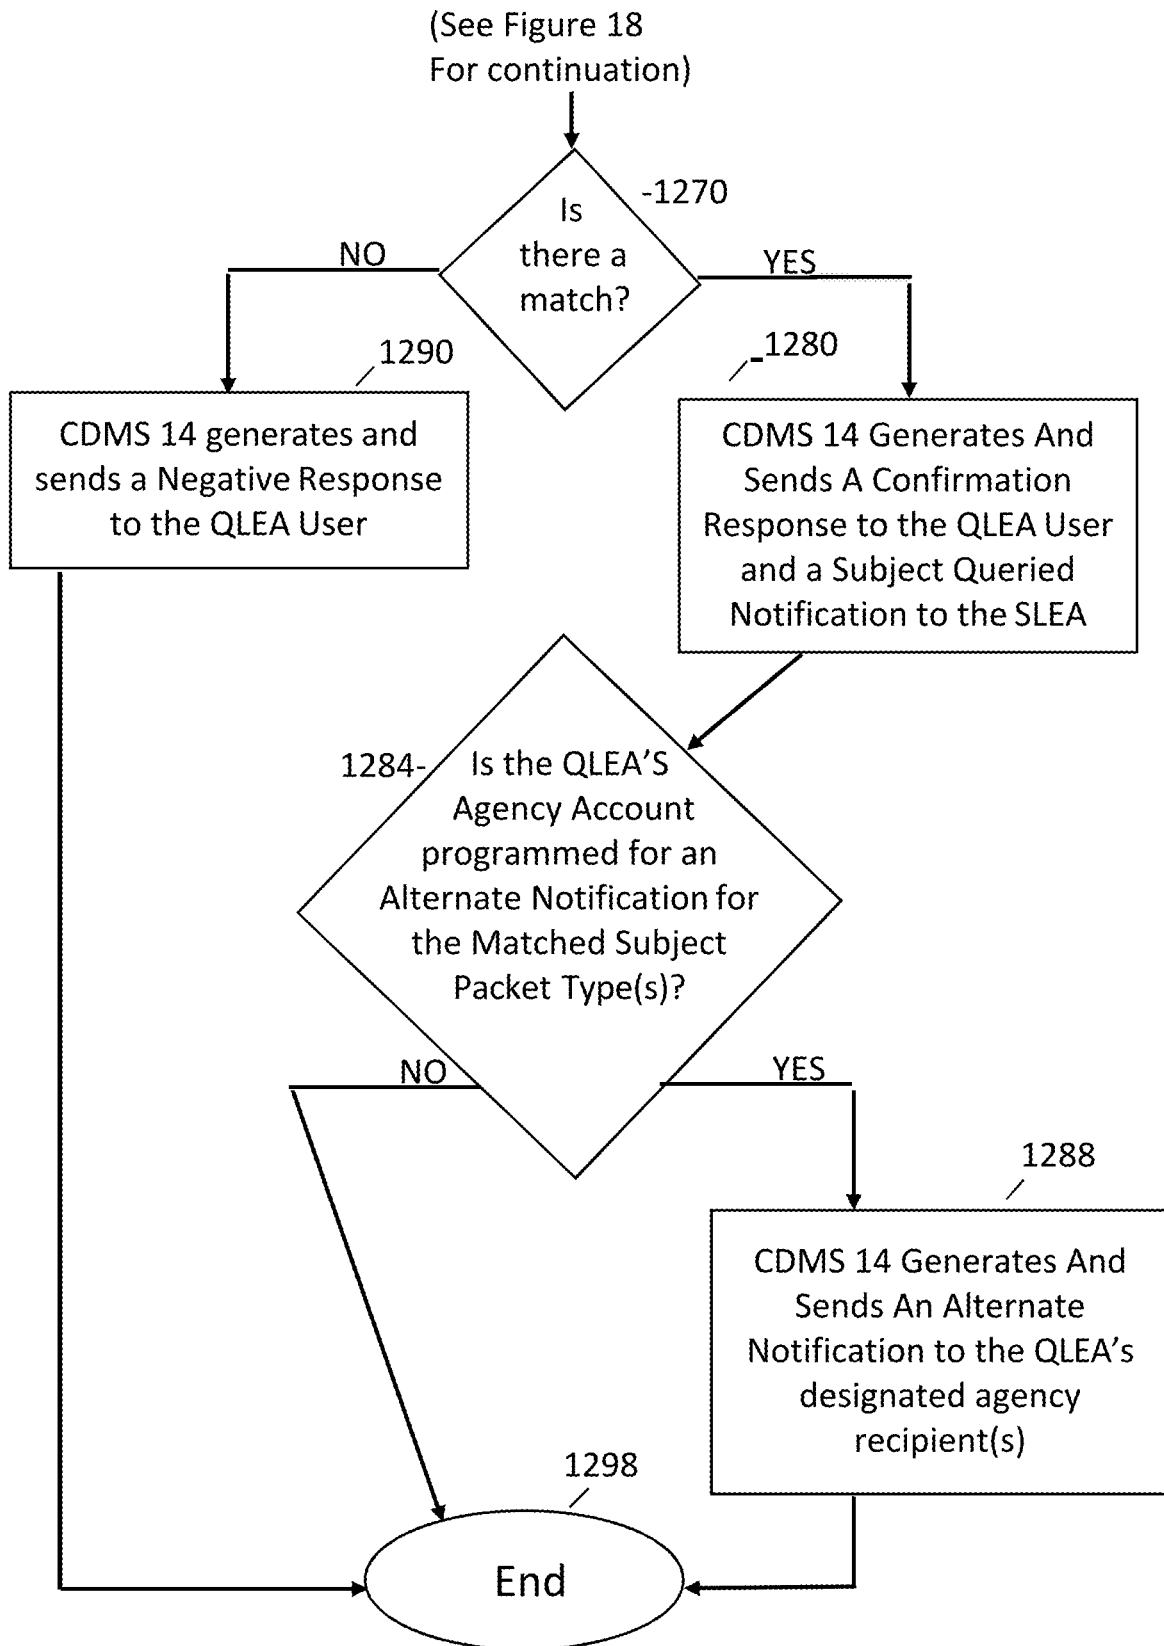 (See Figure 18
For continuation)
-1270
Is
there a
match?
NO
YES
1290
-1280
CDMS 14 generates and
sends a Negative Response
to the QLEA User
CDMS 14 Generates And
Sends A Confirmation
Response to the QLEA User
and a Subject Queried
Notification to the SLEA
1284-
Is the QLEA’S
Agency Account
programmed for an
Alternate Notification for
the Matched Subject
Packet Type(s)?
NO
YES
1288
CDMS 14 Generates And
Sends An Alternate
Notification to the QLEA’s
designated agency
recipient(s)
1298
End